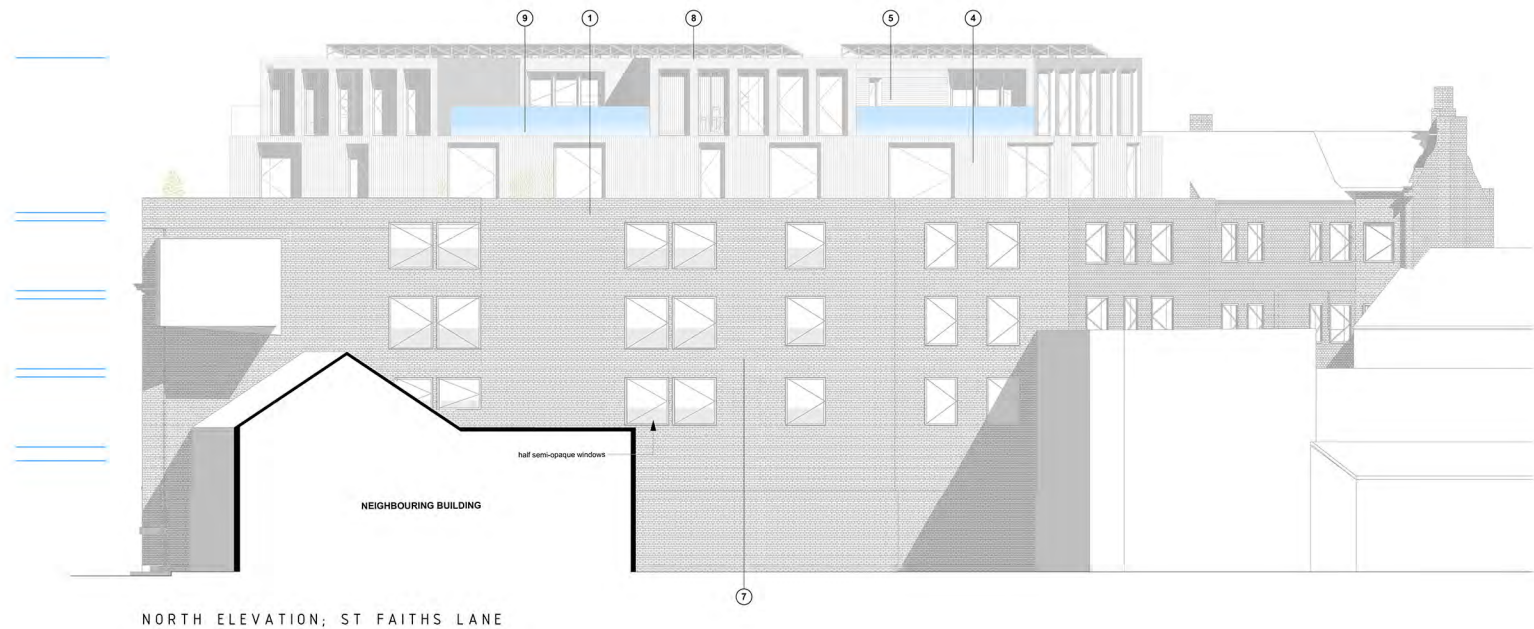 9
1
8
5
4
half semi-opaque windows
NEIGHBOURING BUILDING
7
NORTH ELEVATION; ST FAITHS LANE